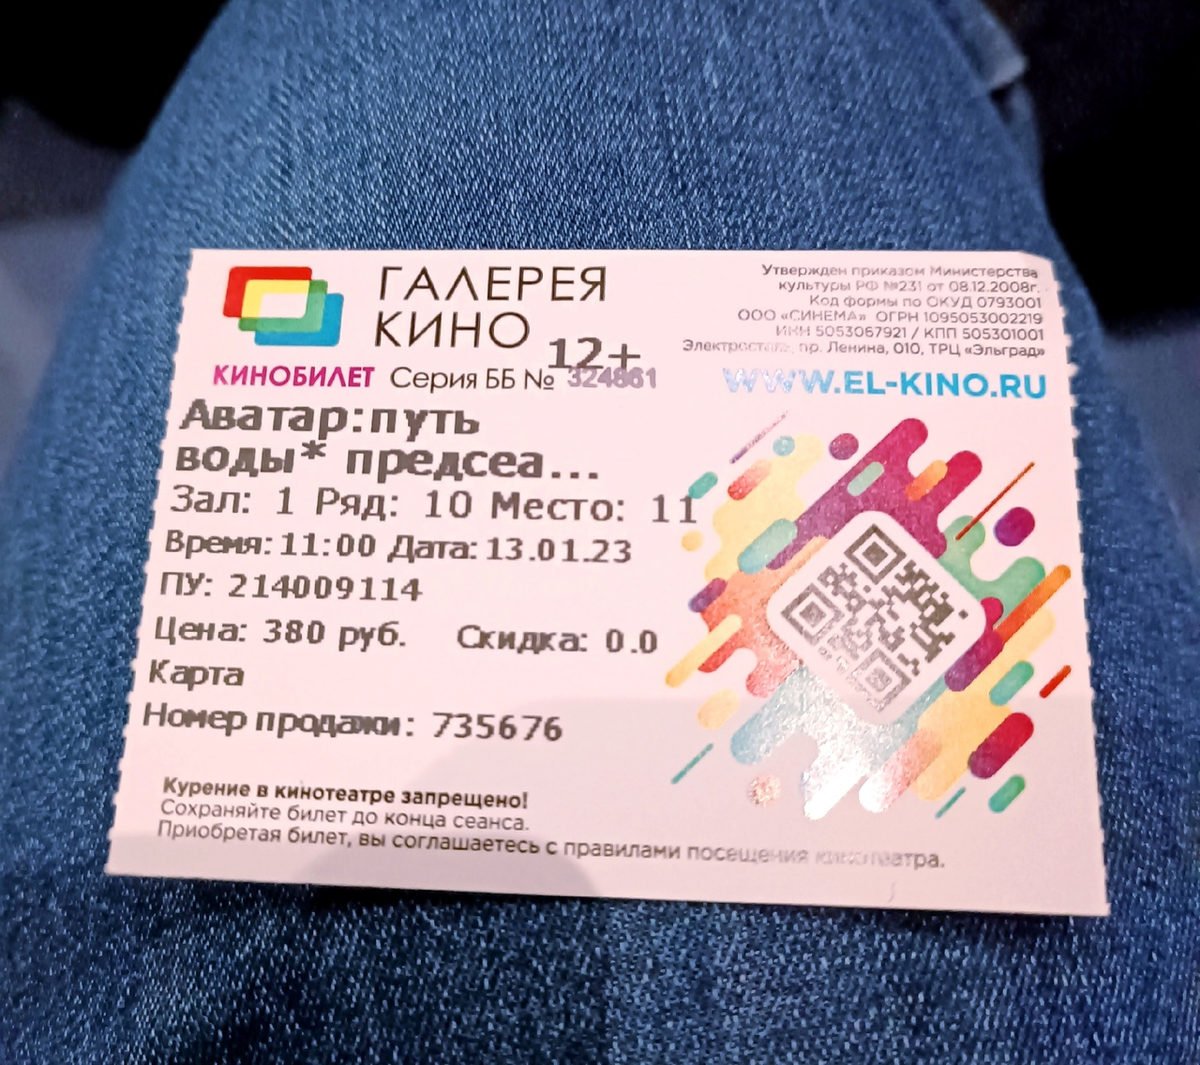 ГАЛЕРЕЯ
КИНО
12+
КИНОБИЛЕТ Серия ББ № 324861
Утвержден приказом Министерства
культуры РФ №231 от 08.12.2008г.
Код формы по ОКУД 0793001
ООО «СИНЕМА» ОГРН 1095053002219
ИНН 5053067921 / КПП 505301001
Электросталь, пр. Ленина, 010, ТРЦ «Эльград»
WWW.EL-KINO.RU
Аватар:путь
воды* предсеа...
Зал: 1 Ряд: 10 Место: 11
Время: 11:00 Дата: 13.01.23
ПУ: 214009114
Цена: 380 руб. Скидка: 0.0
Карта
Номер продажи: 735676
Курение в кинотеатре запрещено!
Сохраняйте билет до конца сеанса.
Приобретая билет, вы соглашаетесь с правилами посещения кинотеатра.